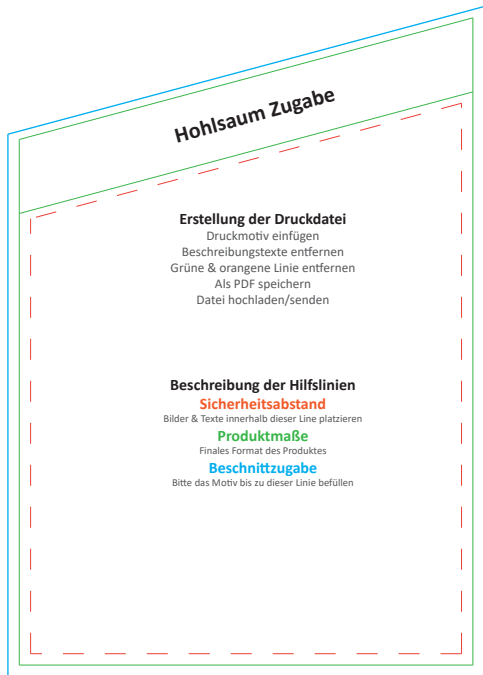 Hohlsaum Zugabe
Erstellung der Druckdatei
Druckmotiv einfügen
Beschreibungstexte entfernen
Grüne & orangene Linie entfernen
Als PDF speichern
Datei hochladen/senden
Beschreibung der Hilfslinien
Sicherheitsabstand
Bilder & Texte innerhalb dieser Line platzieren
Produktmaße
Finales Format des Produktes
Beschnittzugabe
Bitte das Motiv bis zu dieser Linie befüllen